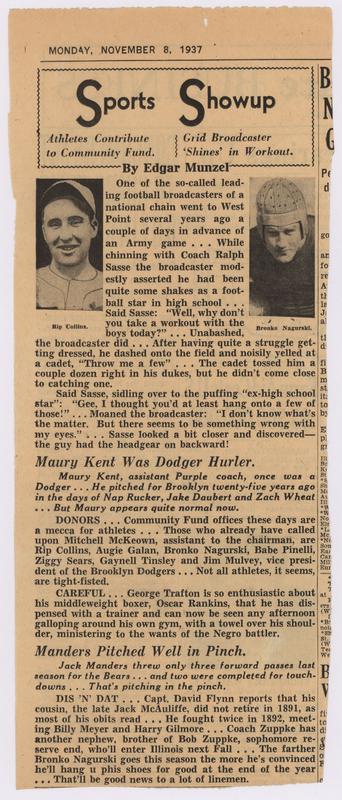 MONDAY, NOVEMBER 8, 1937
Sports Showup
Athletes Contribute
to Community Fund.
Grid Broadcaster
'Shines' in Workout.
By Edgar Munzel
One of the so-called lead-
ing football broadcasters of a
national chain went to West
Point several years ago a
couple of days in advance of
an Army game . . . While
chinning with Coach Ralph
Sasse the broadcaster mod-
estly asserted he had been
quite some shakes as a foot-
ball star in high school . . .
Said Sasse: "Well, why don't
you take a workout with the
boys today?" . . . Unabashed,
Rip Collins.
Bronko Nagurski.
the broadcaster did . . . After having quite a struggle get-
ting dressed, he dashed onto the field and noisily yelled at
a cadet, "Throw me a few" . . . The cadet tossed him a
couple dozen right in his dukes, but he didn't come close
to catching one.
Said Sasse, sidling over to the puffing "ex-high school
star"; "Gee, I thought you'd at least hang onto a few of
those!" . . . Moaned the broadcaster: "I don't know what's
the matter. But there seems to be something wrong with
my eyes." . . . Sasse looked a bit closer and discovered—
the guy had the headgear on backward!
Maury Kent Was Dodger Hurler.
Maury Kent, assistant Purple coach, once was a
Dodger . . . He pitched for Brooklyn twenty-five years ago
in the days of Nap Rucker, Jake Daubert and Zach Wheat
. . . But Maury appears quite normal now.
DONORS . . . Community Fund offices these days are
a mecca for athletes . . . Those who already have called
upon Mitchell McKeown, assistant to the chairman, are
Rip Collins, Augie Galan, Bronko Nagurski, Babe Pinelli,
Ziggy Sears, Gaynell Tinsley and Jim Mulvey, vice presi-
dent of the Brooklyn Dodgers . . . Not all athletes, it seems,
are tight-fisted.
CAREFUL . . . George Trafton is so enthusiastic about
his middleweight boxer, Oscar Rankins, that he has dis-
pensed with a trainer and can now be seen any afternoon
galloping around his own gym, with a towel over his shoul-
der, ministering to the wants of the Negro battler.
Manders Pitched Well in Pinch.
Jack Manders threw only three forward passes last
season for the Bears . . . and two were completed for touch-
downs . . . That's pitching in the pinch.
DIS 'N' DAT . . . Capt. David Flynn reports that his
cousin, the late Jack McAuliffe, did not retire in 1891, as
most of his obits read . . . He fought twice in 1892, meet-
ing Billy Meyer and Harry Gilmore . . . Coach Zuppke has
another nephew, brother of Bob Zuppke, sophomore re-
serve end, who'll enter Illinois next Fall . . . The farther
Bronko Nagurski goes this season the more he's convinced
he'll hang u phis shoes for good at the end of the year
. . . That'll be good news to a lot of linemen.